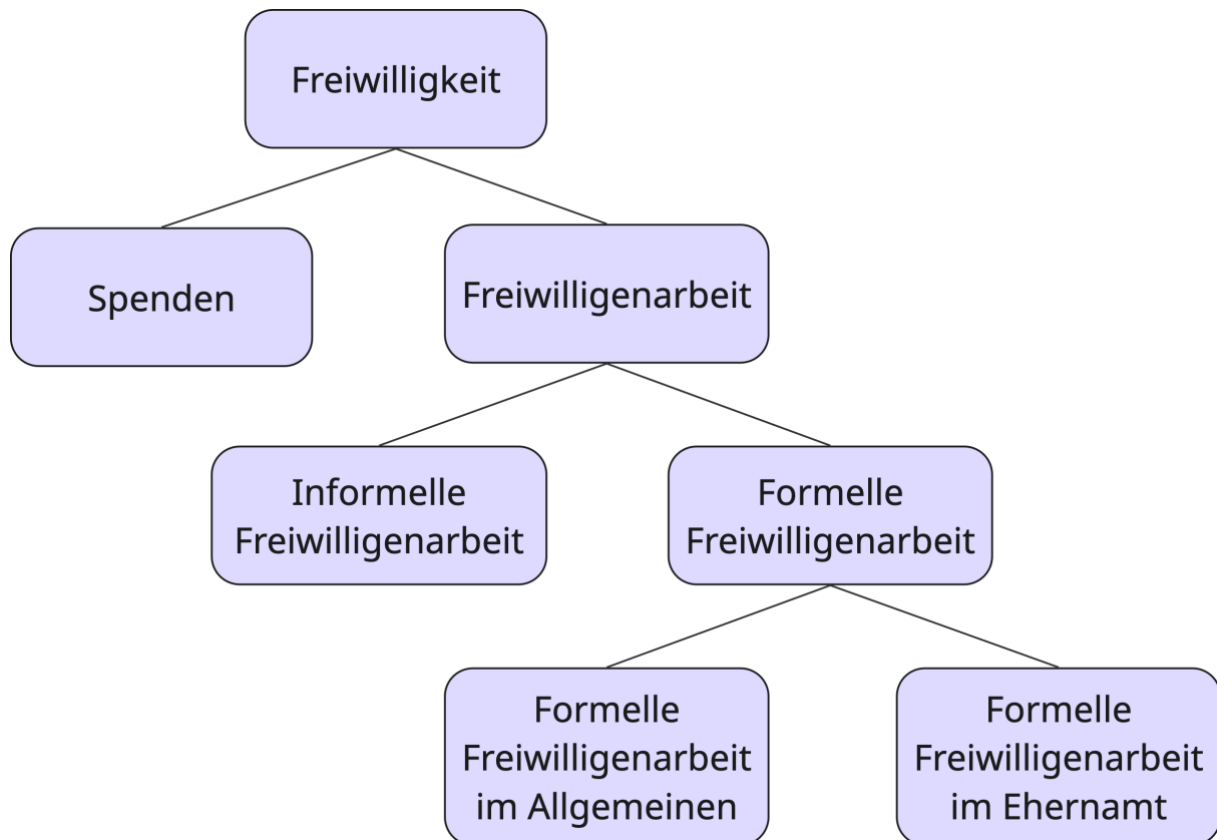 Freiwilligkeit
Spenden
Freiwilligenarbeit
Informelle
Freiwilligenarbeit
Formelle
Freiwilligenarbeit
Formelle
Freiwilligenarbeit
im Allgemeinen
Formelle
Freiwilligenarbeit
im Ehernamt